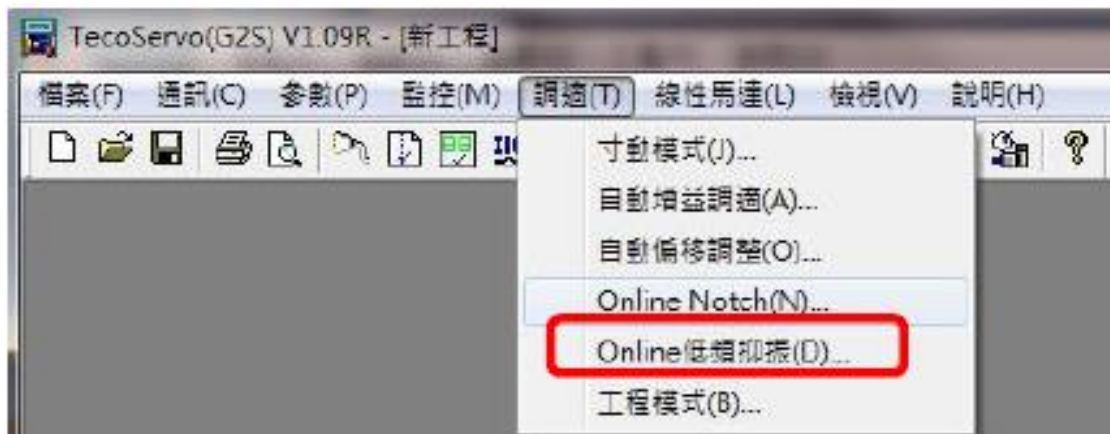 TecoServo(G2S) V1.09R - [新工程]
檔案(F) 通訊(C) 參數(P) 監控(M) 調適(T) 線性馬達(L) 檢視(V) 說明(H)
寸動模式(J)...
自動增益調適(A)...
自動偏移調整(O)...
Online Notch(N)...
Online低頻抑振(D)...
工程模式(B)...